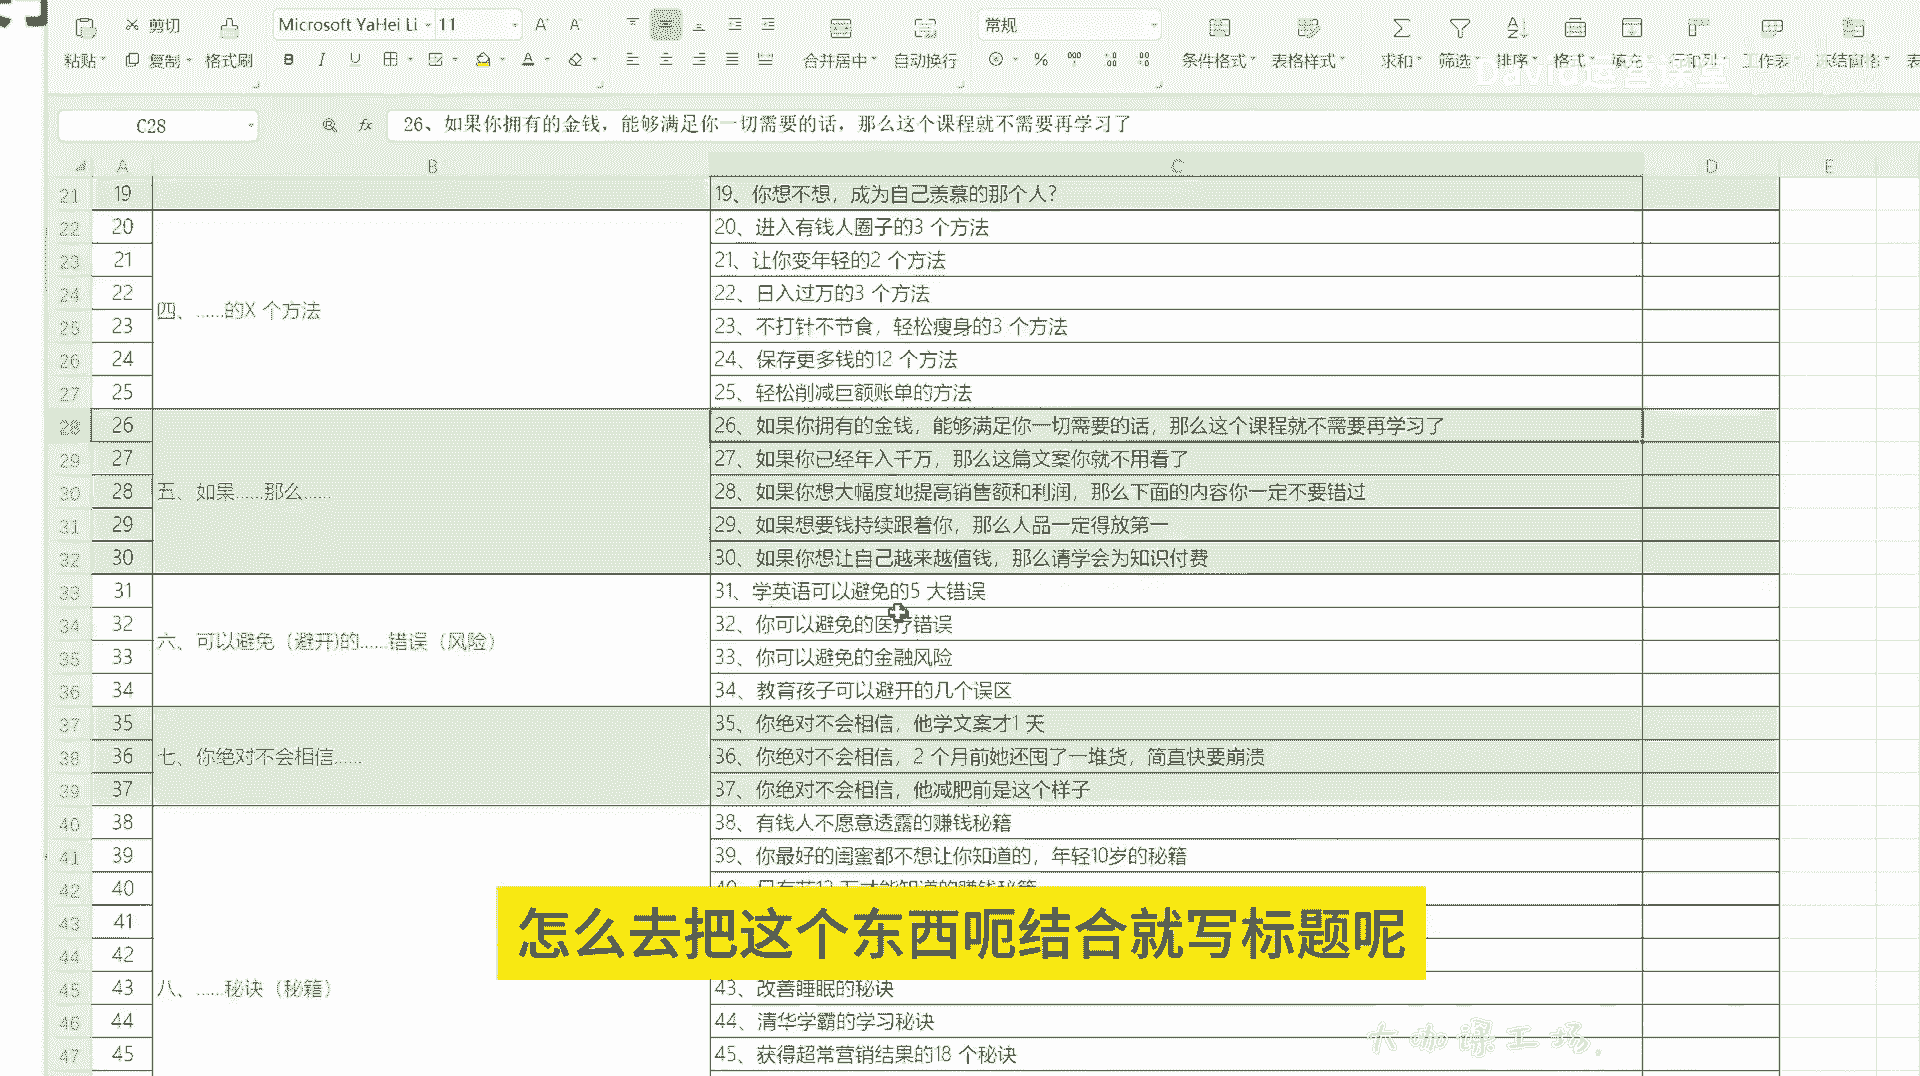 剪切
Microsoft YaHei Li 11
常规
粘贴 复制 格式刷
合并居中 自动换行
条件格式 表格样式 求和 筛选 排序 格式 填充 行和列 工作表 冻结窗格
David运营课堂
C28
26、如果你拥有的金钱，能够满足你一切需要的话，那么这个课程就不需要再学习了
A B C D E
21 19 19、你想不想，成为自己羡慕的那个人？
22 20 20、进入有钱人圈子的3 个方法
23 21 21、让你变年轻的2 个方法
24 22 22、日入过万的3 个方法
四、……的X 个方法
25 23 23、不打针不节食，轻松瘦身的3 个方法
26 24 24、保存更多钱的12 个方法
27 25 25、轻松削减巨额账单的方法
28 26 26、如果你拥有的金钱，能够满足你一切需要的话，那么这个课程就不需要再学习了
29 27 27、如果你已经年入千万，那么这篇文案你就不用看了
30 28 五、如果……那么…… 28、如果你想大幅度地提高销售额和利润，那么下面的内容你一定不要错过
31 29 29、如果想要钱持续跟着你，那么人品一定得放第一
32 30 30、如果你想让自己越来越值钱，那么请学会为知识付费
33 31 31、学英语可以避免的5 大错误
34 32 32、你可以避免的医疗错误
六、可以避免（避开)的……错误（风险）
35 33 33、你可以避免的金融风险
36 34 34、教育孩子可以避开的几个误区
37 35 35、你绝对不会相信，他学文案才1 天
38 36 七、你绝对不会相信…… 36、你绝对不会相信，2 个月前她还囤了一堆货，简直快要崩溃
39 37 37、你绝对不会相信，他减肥前是这个样子
40 38 38、有钱人不愿意透露的赚钱秘籍
41 39 39、你最好的闺蜜都不想让你知道的，年轻10岁的秘籍
42 40
43 41
怎么去把这个东西呃结合就写标题呢
44 42
45 43 八、……秘诀（秘籍） 43、改善睡眠的秘诀
46 44 44、清华学霸的学习秘诀
47 45 45、获得超常营销结果的18 个秘诀
大咖课工场.